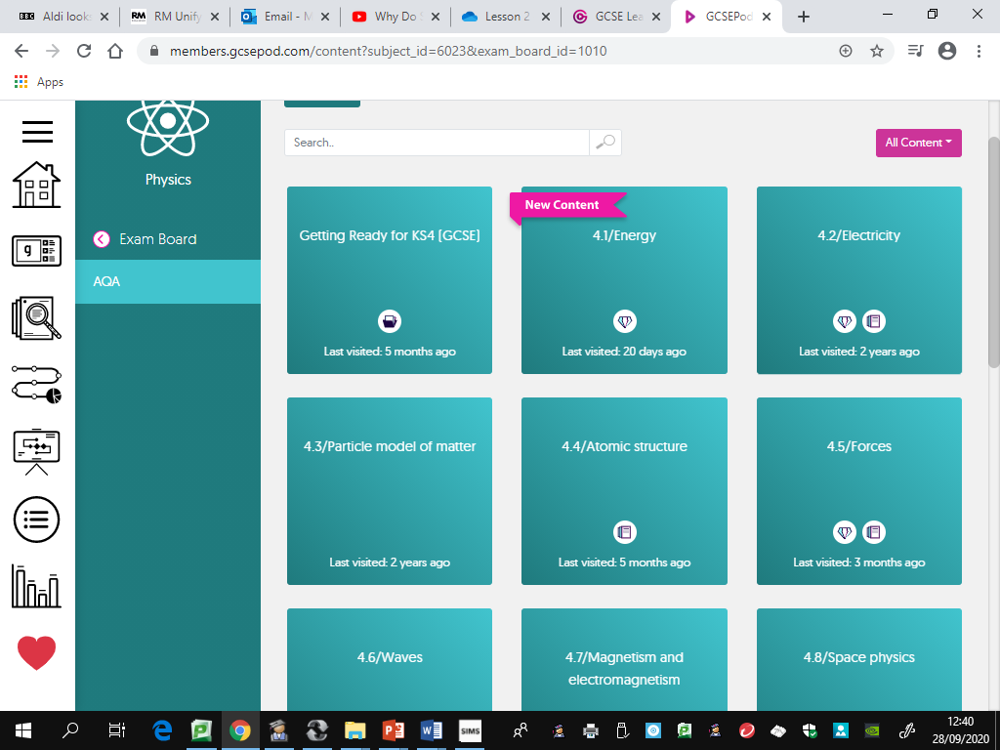 BBC Aldi looks
RM RM Unify
Email - M
Why Do S
Lesson 2
GCSE Lea
GCSEPod
members.gcsepod.com/content?subject_id=6023&exam_board_id=1010
Apps
Physics
Exam Board
AQA
Search..
All Content
Getting Ready for KS4 [GCSE]
Last visited: 5 months ago
New Content
4.1/Energy
Last visited: 20 days ago
4.2/Electricity
Last visited: 2 years ago
4.3/Particle model of matter
Last visited: 2 years ago
4.4/Atomic structure
Last visited: 5 months ago
4.5/Forces
Last visited: 3 months ago
4.6/Waves
4.7/Magnetism and
electromagnetism
4.8/Space physics
SIMS
12:40
28/09/2020